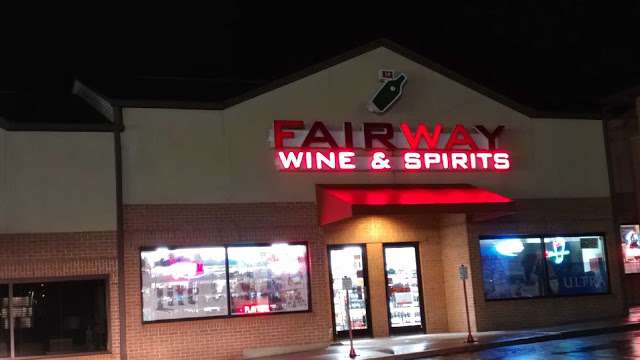 FAIRWAY
WINE & SPIRITS
ULTRA